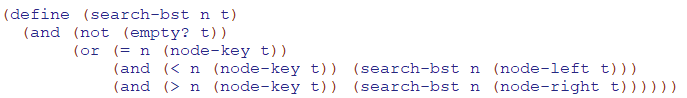 (define (search-bst n t)
  (and (not (empty? t))
       (or (= n (node-key t))
           (and (< n (node-key t)) (search-bst n (node-left t)))
           (and (> n (node-key t)) (search-bst n (node-right t))))))